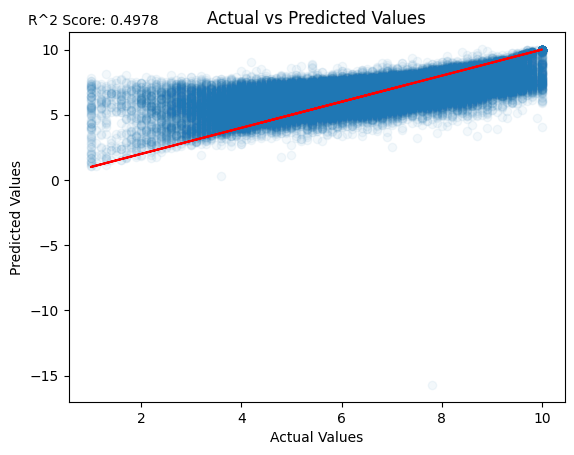 R^2 Score: 0.4978
Actual vs Predicted Values
10
5
0
−5
−10
−15
Predicted Values
2
4
6
8
10
Actual Values